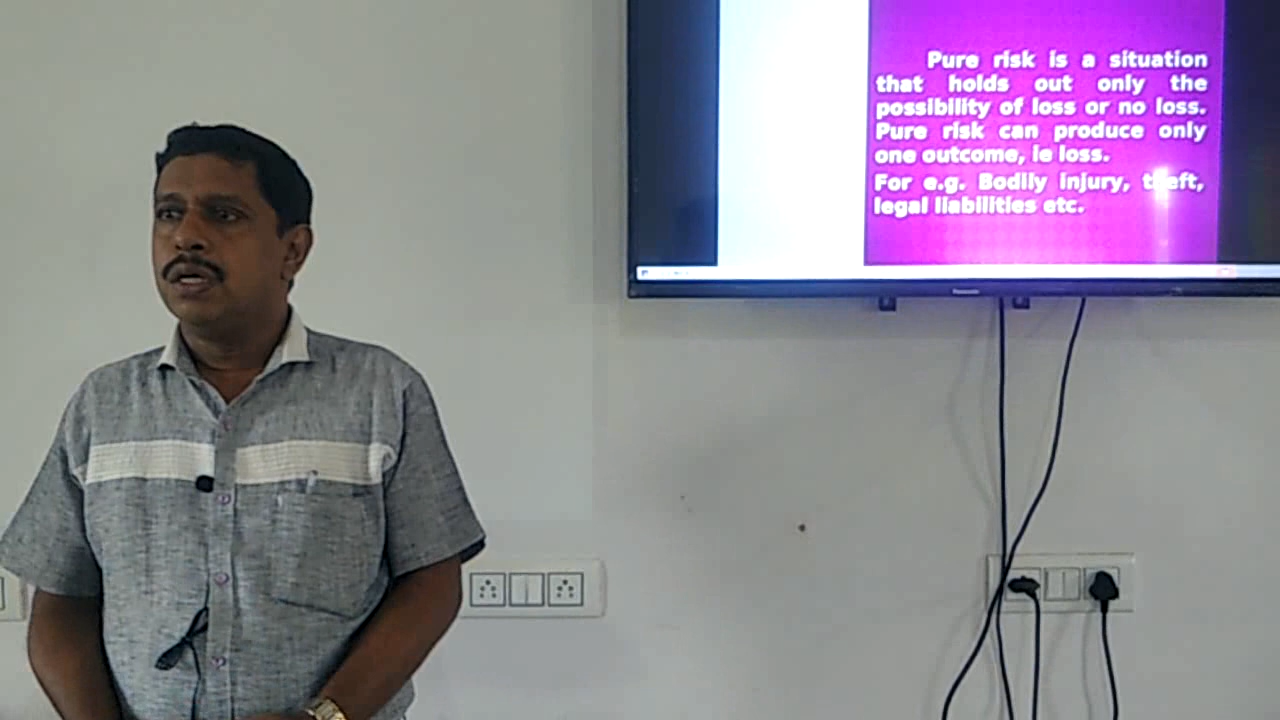 Pure risk is a situation
that holds out only the
possibility of loss or no loss.
Pure risk can produce only
one outcome, ie loss.
For e.g. Bodily injury, theft,
legal liabilities etc.
Panasonic